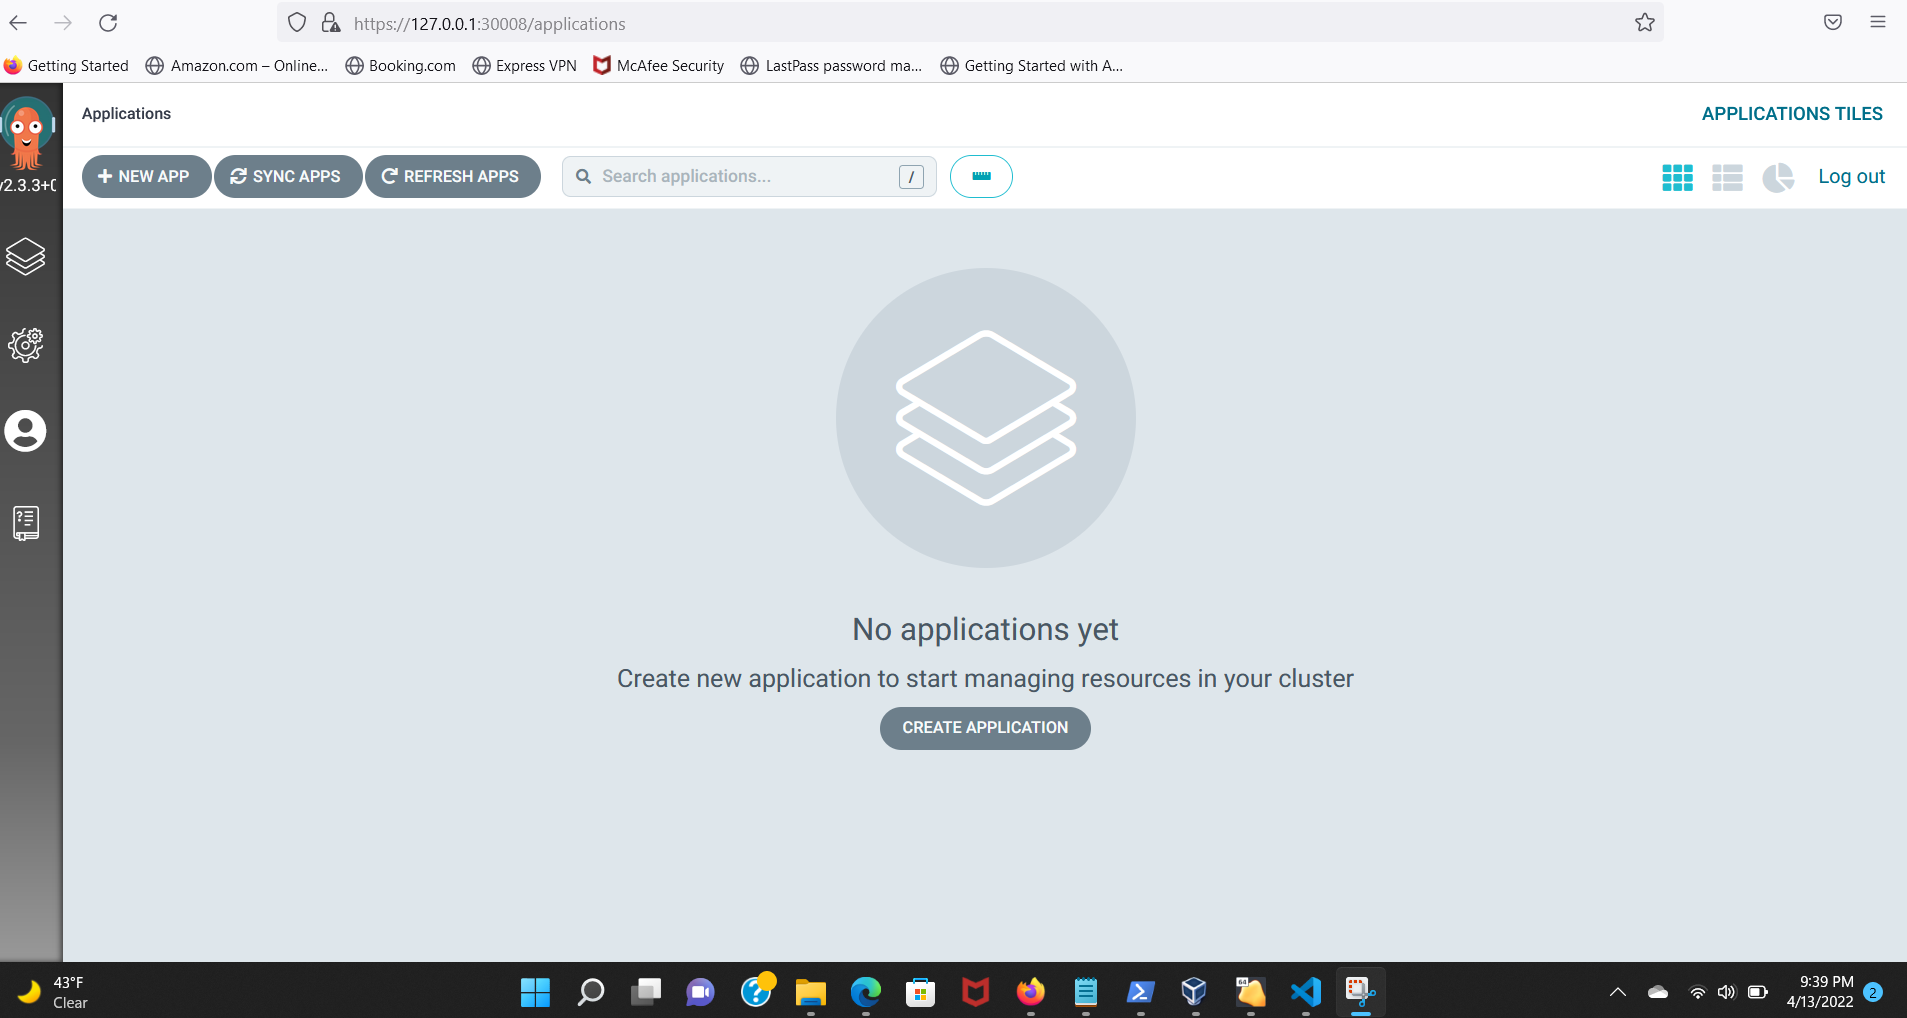 https://127.0.0.1:30008/applications
Getting Started Amazon.com – Online... Booking.com Express VPN McAfee Security LastPass password ma... Getting Started with A...
Applications APPLICATIONS TILES
v2.3.3+0
NEW APP SYNC APPS REFRESH APPS Search applications... / Log out
No applications yet
Create new application to start managing resources in your cluster
CREATE APPLICATION
43°F
Clear
64
9:39 PM
4/13/2022
2